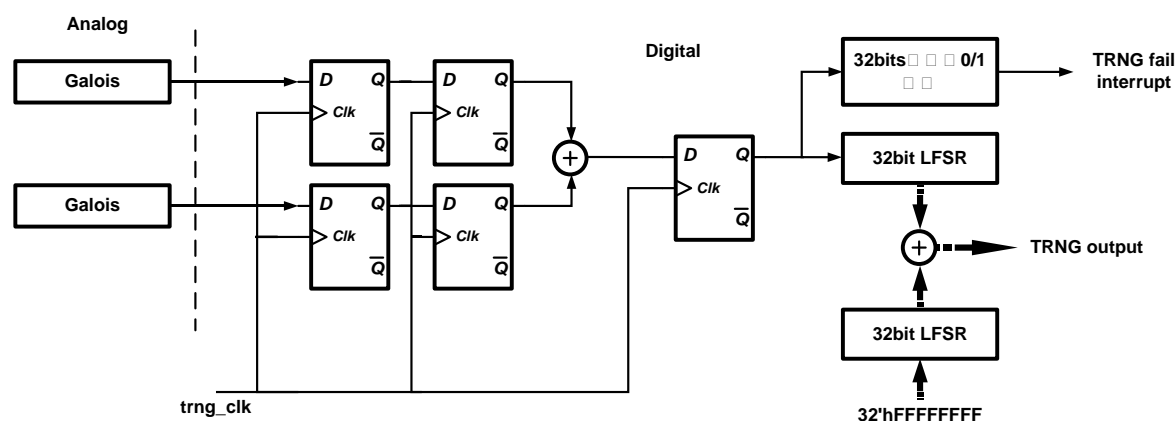 Analog
Digital
Galois
D Q
Clk
Q
D Q
Clk
Q
32bits 0/1
TRNG fail
interrupt
D Q
Clk
Q
32bit LFSR
Galois
D Q
Clk
Q
D Q
Clk
Q
TRNG output
32bit LFSR
trng_clk
32'hFFFFFFFF